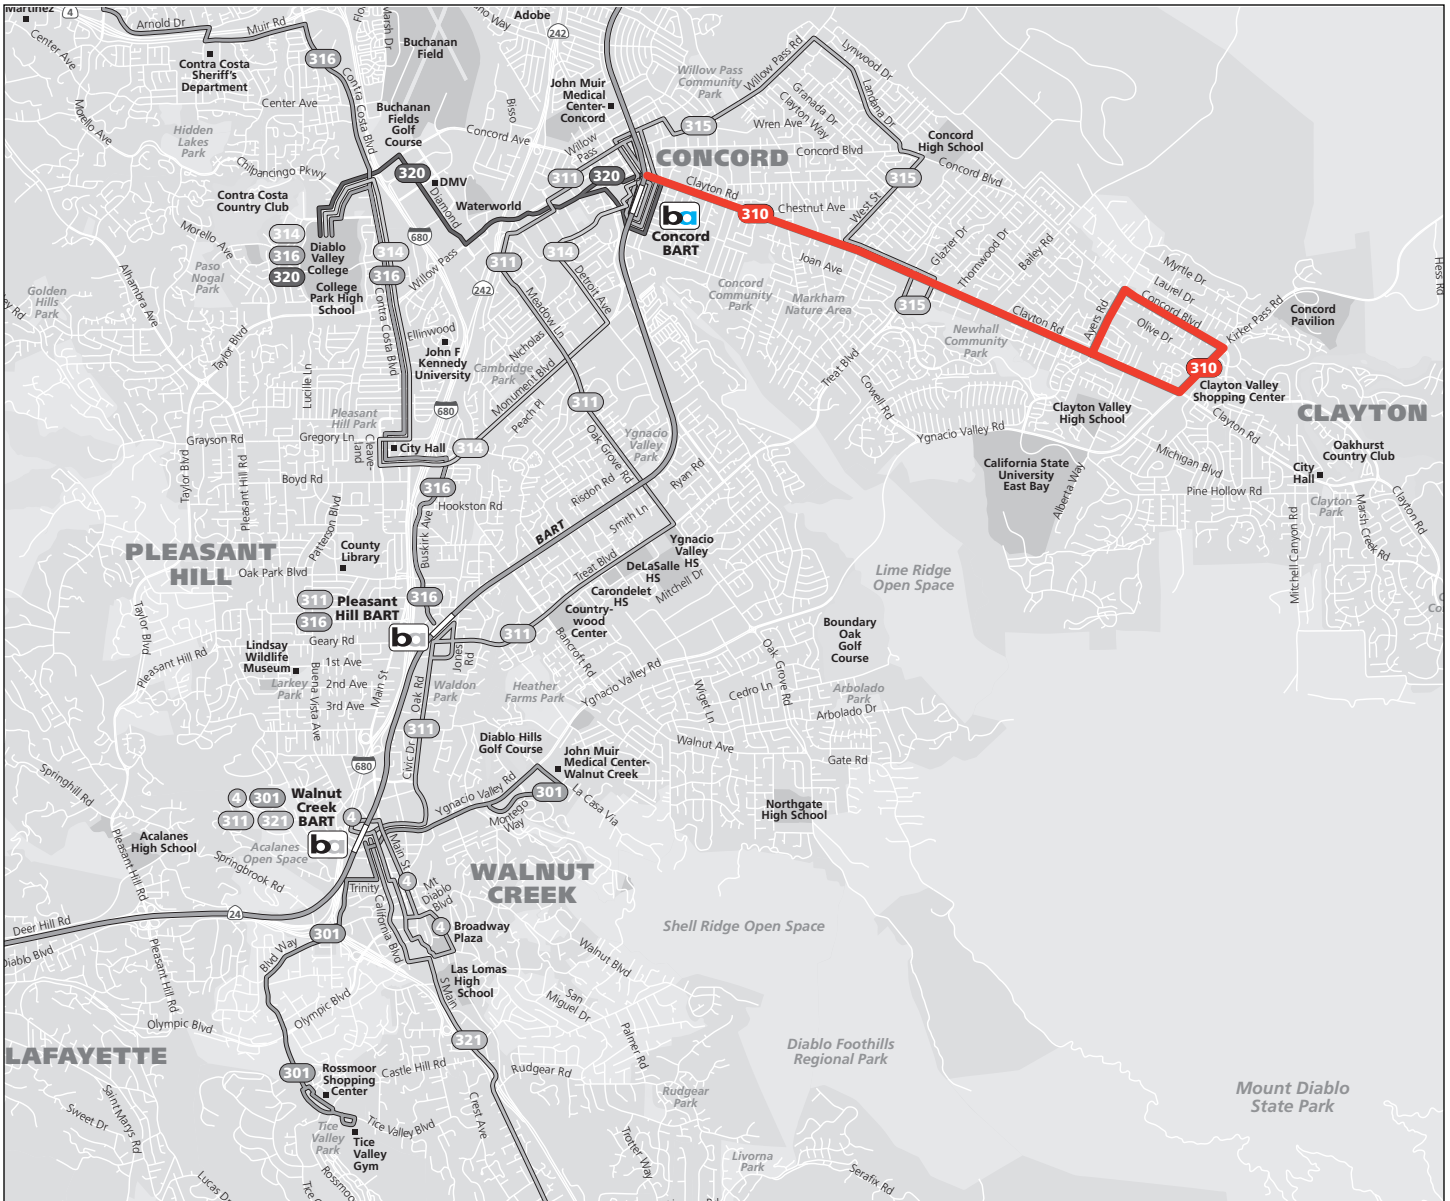 Martinez
4
Arnold Dr
Muir Rd
Center Ave
Contra Costa
Sheriff's
Department
316
Marsh Dr
Buchanan
Field
Adobe
242
John Muir
Medical
Center-
Concord
Willow Pass
Community
Park
Willow Pass Rd
Lynwood Dr
Landana Dr
Granada Dr
Clayton Way
Wren Ave
Concord Blvd
Concord
High School
Concord Blvd
Morello Ave
Hidden
Lakes
Park
Center Ave
Contra Costa Blvd
Buchanan
Fields
Golf
Course
Bisso
Concord Ave
Willow
Pass
315
CONCORD
Chilpancingo Pkwy
320
DMV
311
320
Clayton Rd
310
Chestnut Ave
West St
315
Contra Costa
Country Club
Diamond
Waterworld
ba
Concord
BART
314
316
320
Diablo
Valley
College
College
Park High
School
Morello Ave
Paso
Nogal
Park
Alhambra Ave
Golden
Hills
Park
314
316
680
Willow Pass
242
311
314
Detroit Ave
Meadow Ln
Joan Ave
Glazier Dr
Thornwood Dr
Bailey Rd
Myrtle Dr
Laurel Dr
Concord Blvd
Olive Dr
Ayers Rd
Kirker Pass Rd
Concord
Pavilion
Hess Rd
Concord
Community
Park
Markham
Nature Area
315
Newhall
Community
Park
Clayton Rd
310
Clayton Valley
Shopping Center
CLAYTON
Taylor Blvd
Lucille Ln
Contra Costa Blvd
Ellinwood
John F
Kennedy
University
Nicholas
Cambridge
Park
Monument Blvd
Peach Pl
311
Treat Blvd
Cowell Rd
Ygnacio Valley Rd
Clayton Valley
High School
Clayton Rd
Oakhurst
Country Club
City
Hall
Clayton
Park
Pleasant
Hill Park
680
Grayson Rd
Gregory Ln
Cleave-
land
City Hall
314
Oak Grove Rd
Ygnacio
Valley
Park
California State
University
East Bay
Alberta Way
Michigan Blvd
Pine Hollow Rd
Clayton Rd
Marsh Creek Rd
Mitchell Canyon Rd
Taylor Blvd
Pleasant Hill Rd
Boyd Rd
Patterson Blvd
316
Hookston Rd
Buskirk Ave
Risdon Rd
Ryan Rd
Smith Ln
BART
PLEASANT
HILL
County
Library
Oak Park Blvd
Treat Blvd
Ygnacio
Valley
HS
DeLaSalle
HS
Carondelet
HS
Mitchell Dr
Lime Ridge
Open Space
311
316
Pleasant
Hill BART
316
ba
311
Country-
wood
Center
Boundary
Oak
Golf
Course
Taylor Blvd
Pleasant Hill Rd
Geary Rd
Lindsay
Wildlife
Museum
Larkey
Park
1st Ave
2nd Ave
3rd Ave
Buena Vista Ave
Main St
Oak Rd
Jones
Rd
Walden
Park
Heather
Farms Park
Bancroft Rd
Ygnacio Valley Rd
Wiget Ln
Cedro Ln
Oak Grove Rd
Arbolado
Park
Arbolado Dr
Walnut Ave
Gate Rd
311
Civic Dr
680
Diablo Hills
Golf Course
John Muir
Medical Center-
Walnut Creek
Springhill Rd
4
301
311
321
Walnut
Creek
BART
ba
4
Ygnacio Valley Rd
Montego
Way
301
La Casa Via
Northgate
High School
Acalanes
High School
Pleasant Hill Rd
Acalanes
Open Space
Springbrook Rd
Main St
WALNUT
CREEK
Trinity
4
Mt
Diablo
Blvd
California Blvd
4
Broadway
Plaza
24
Deer Hill Rd
Diablo Blvd
301
Blvd Way
Shell Ridge Open Space
Walnut Blvd
Las Lomas
High
School
S Main
San
Miguel Dr
Pleasant Hill Rd
Olympic Blvd
Olympic Blvd
321
Palmer Rd
Diablo Foothills
Regional Park
LAFAYETTE
301
Rossmoor
Shopping
Center
Castle Hill Rd
Rudgear Rd
Rudgear
Park
Mount Diablo
State Park
Sweet Dr
Saint Marys Rd
Tice
Valley
Park
Tice Valley Blvd
Tice
Valley
Gym
Crest Ave
Trotter Way
Livorna
Park
Serafix Rd
Lucas Dr
Rossmoo